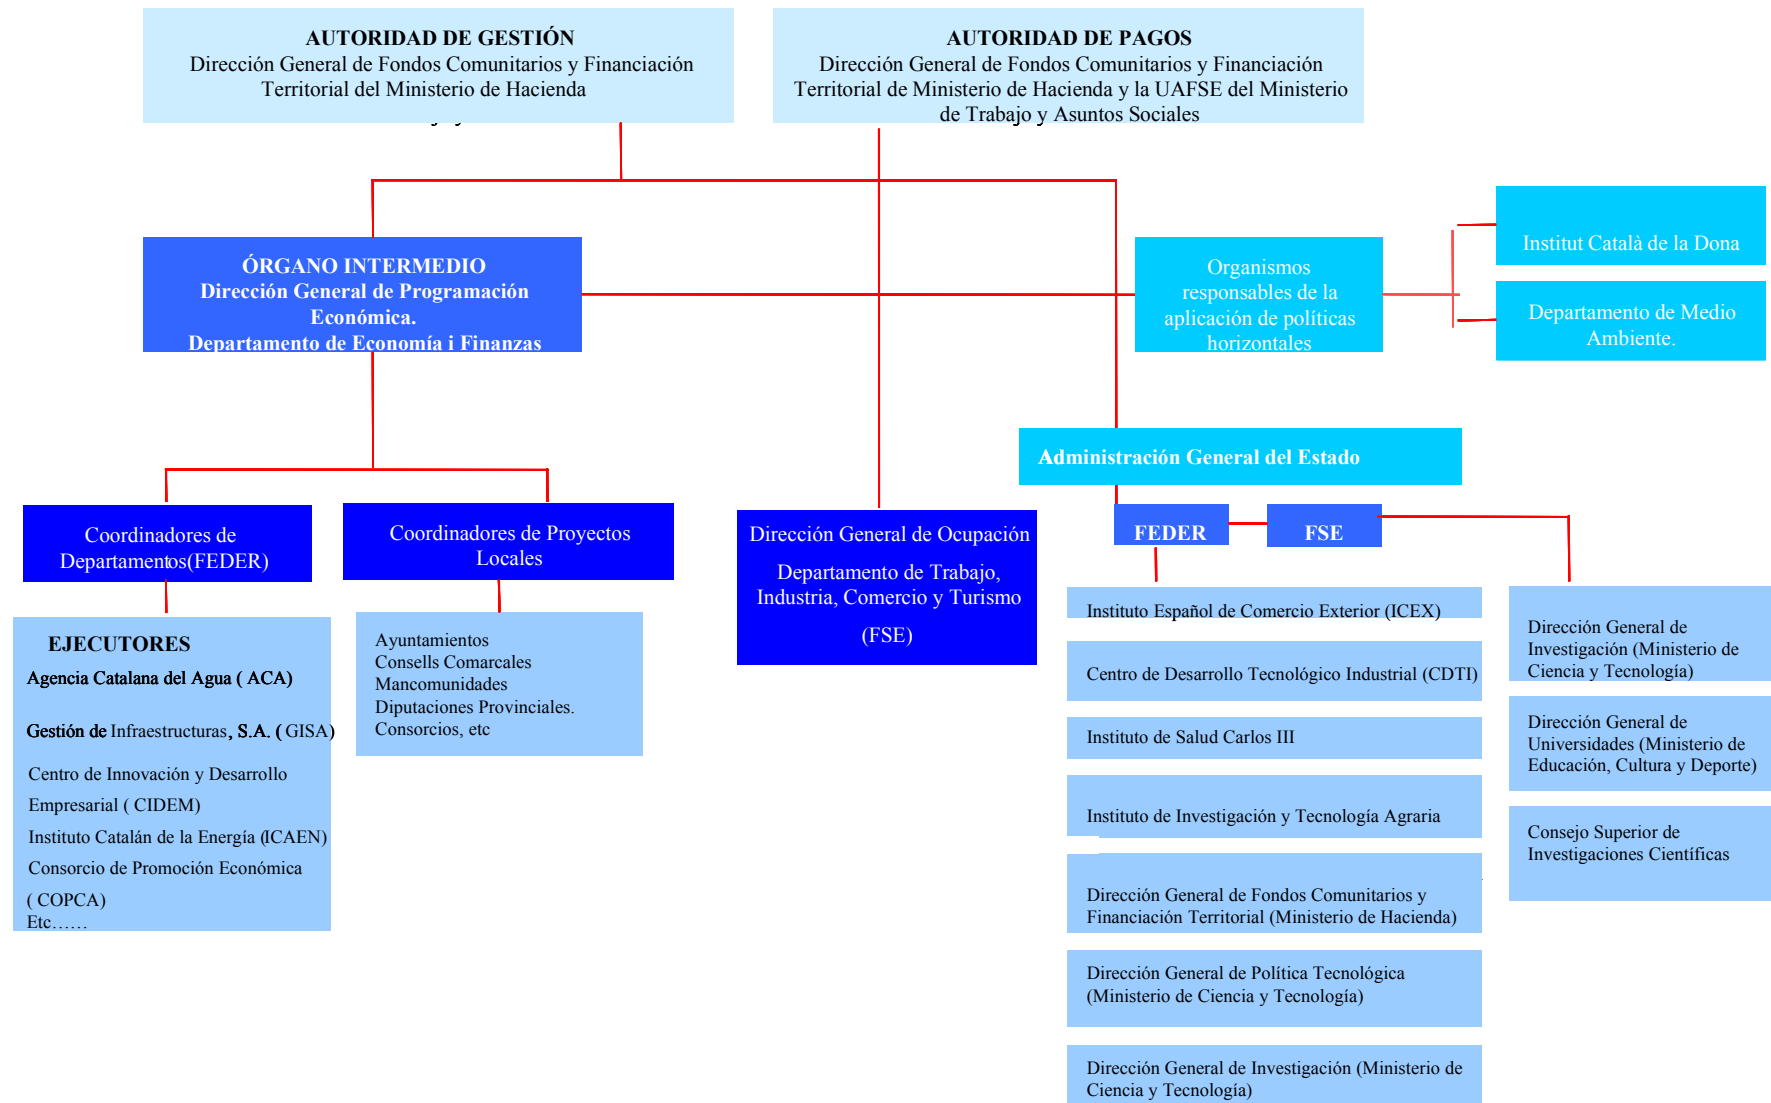 AUTORIDAD DE GESTIÓN
Dirección General de Fondos Comunitarios y Financiación
Territorial del Ministerio de Hacienda
AUTORIDAD DE PAGOS
Dirección General de Fondos Comunitarios y Financiación
Territorial de Ministerio de Hacienda y la UAFSE del Ministerio
de Trabajo y Asuntos Sociales
ÓRGANO INTERMEDIO
Dirección General de Programación
Económica.
Departamento de Economía i Finanzas
Organismos
responsables de la
aplicación de políticas
horizontales
Institut Català de la Dona
Departamento de Medio
Ambiente.
Administración General del Estado
Coordinadores de
Departamentos(FEDER)
Coordinadores de Proyectos
Locales
Dirección General de Ocupación
Departamento de Trabajo,
Industria, Comercio y Turismo
(FSE)
FEDER
FSE
EJECUTORES
Agencia Catalana del Agua ( ACA)
Gestión de Infraestructuras, S.A. ( GISA)
Centro de Innovación y Desarrollo
Empresarial ( CIDEM)
Instituto Catalán de la Energía (ICAEN)
Consorcio de Promoción Económica
( COPCA)
Etc……
Ayuntamientos
Consells Comarcales
Mancomunidades
Diputaciones Provinciales.
Consorcios, etc
Instituto Español de Comercio Exterior (ICEX)
Centro de Desarrollo Tecnológico Industrial (CDTI)
Instituto de Salud Carlos III
Instituto de Investigación y Tecnología Agraria
Dirección General de Fondos Comunitarios y
Financiación Territorial (Ministerio de Hacienda)
Dirección General de Política Tecnológica
(Ministerio de Ciencia y Tecnología)
Dirección General de Investigación (Ministerio de
Ciencia y Tecnología)
Dirección General de
Investigación (Ministerio de
Ciencia y Tecnología)
Dirección General de
Universidades (Ministerio de
Educación, Cultura y Deporte)
Consejo Superior de
Investigaciones Científicas